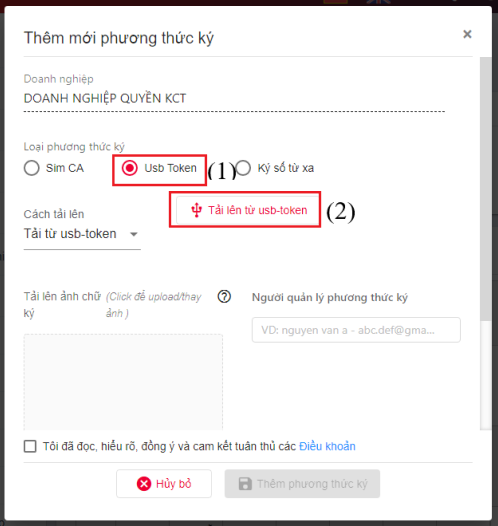 Thêm mới phương thức ký ×
Doanh nghiệp
DOANH NGHIỆP QUYỀN KCT
Loại phương thức ký
Sim CA Usb Token (1) Ký số từ xa
Cách tải lên
Tải từ usb-token
Tải lên từ usb-token (2)
Tải lên ảnh chữ (Click để upload/thay
ký ảnh )
?
Người quản lý phương thức ký
VD: nguyen van a - abc.def@gma...
Tôi đã đọc, hiểu rõ, đồng ý và cam kết tuân thủ các Điều khoản
Hủy bỏ Thêm phương thức ký